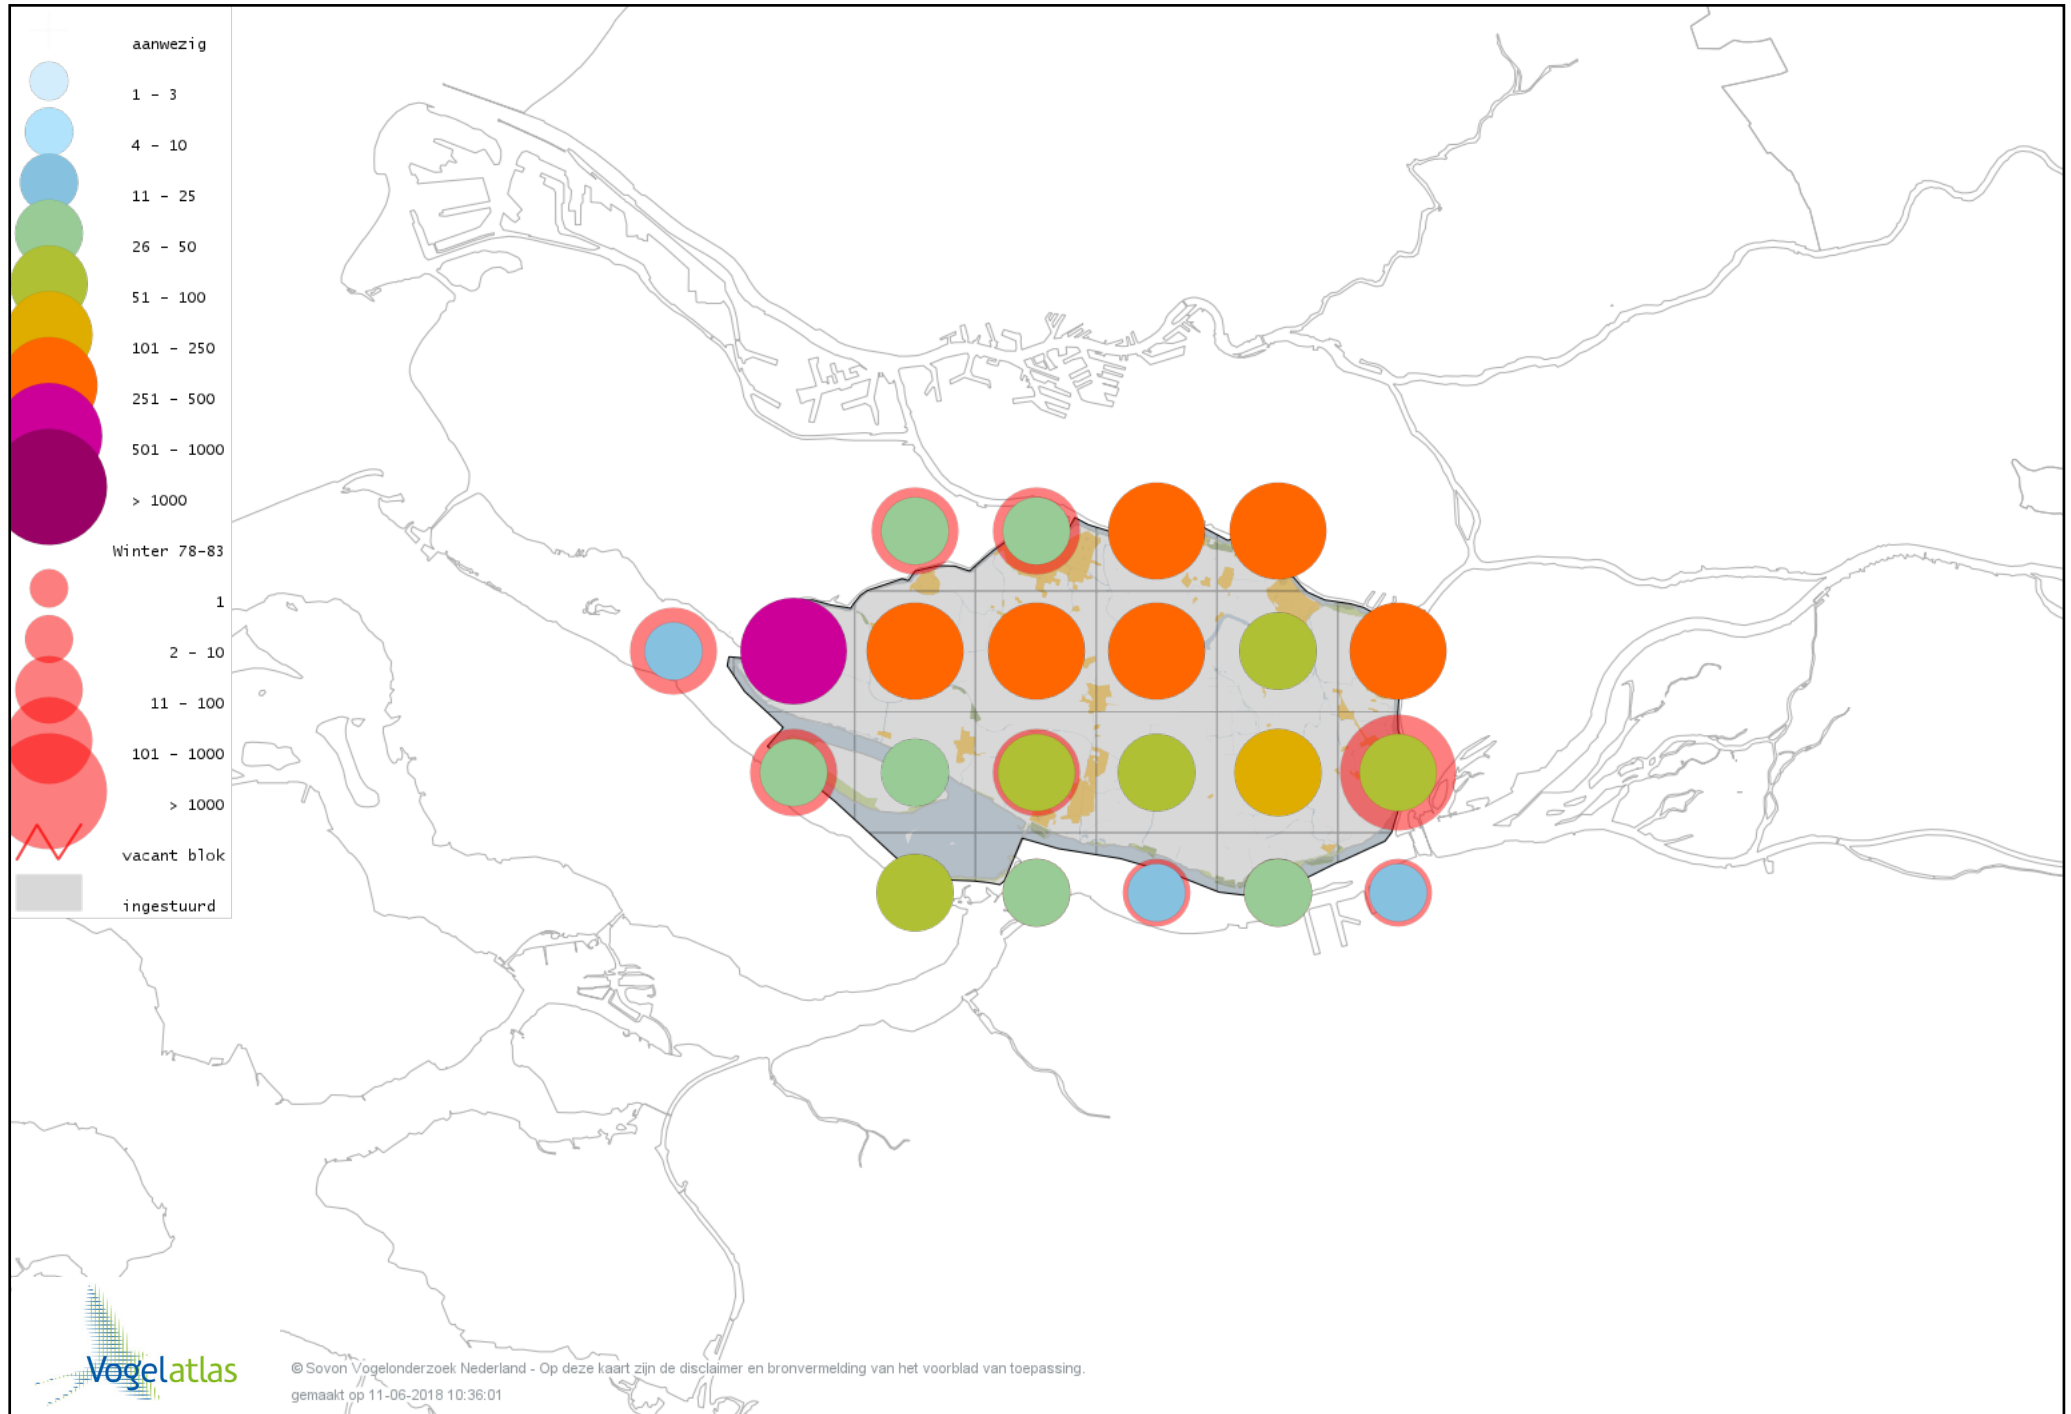 aanwezig
1 - 3
4 - 10
11 - 25
26 - 50
51 - 100
101 - 250
251 - 500
501 - 1000
> 1000
Winter 78-83
1
2 - 10
11 - 100
101 - 1000
> 1000
vacant blok
ingestuurd
Vogelatlas
© Sovon Vogelonderzoek Nederland - Op deze kaart zijn de disclaimer en bronvermelding van het voorblad van toepassing.
gemaakt op 11-06-2018 10:36:01